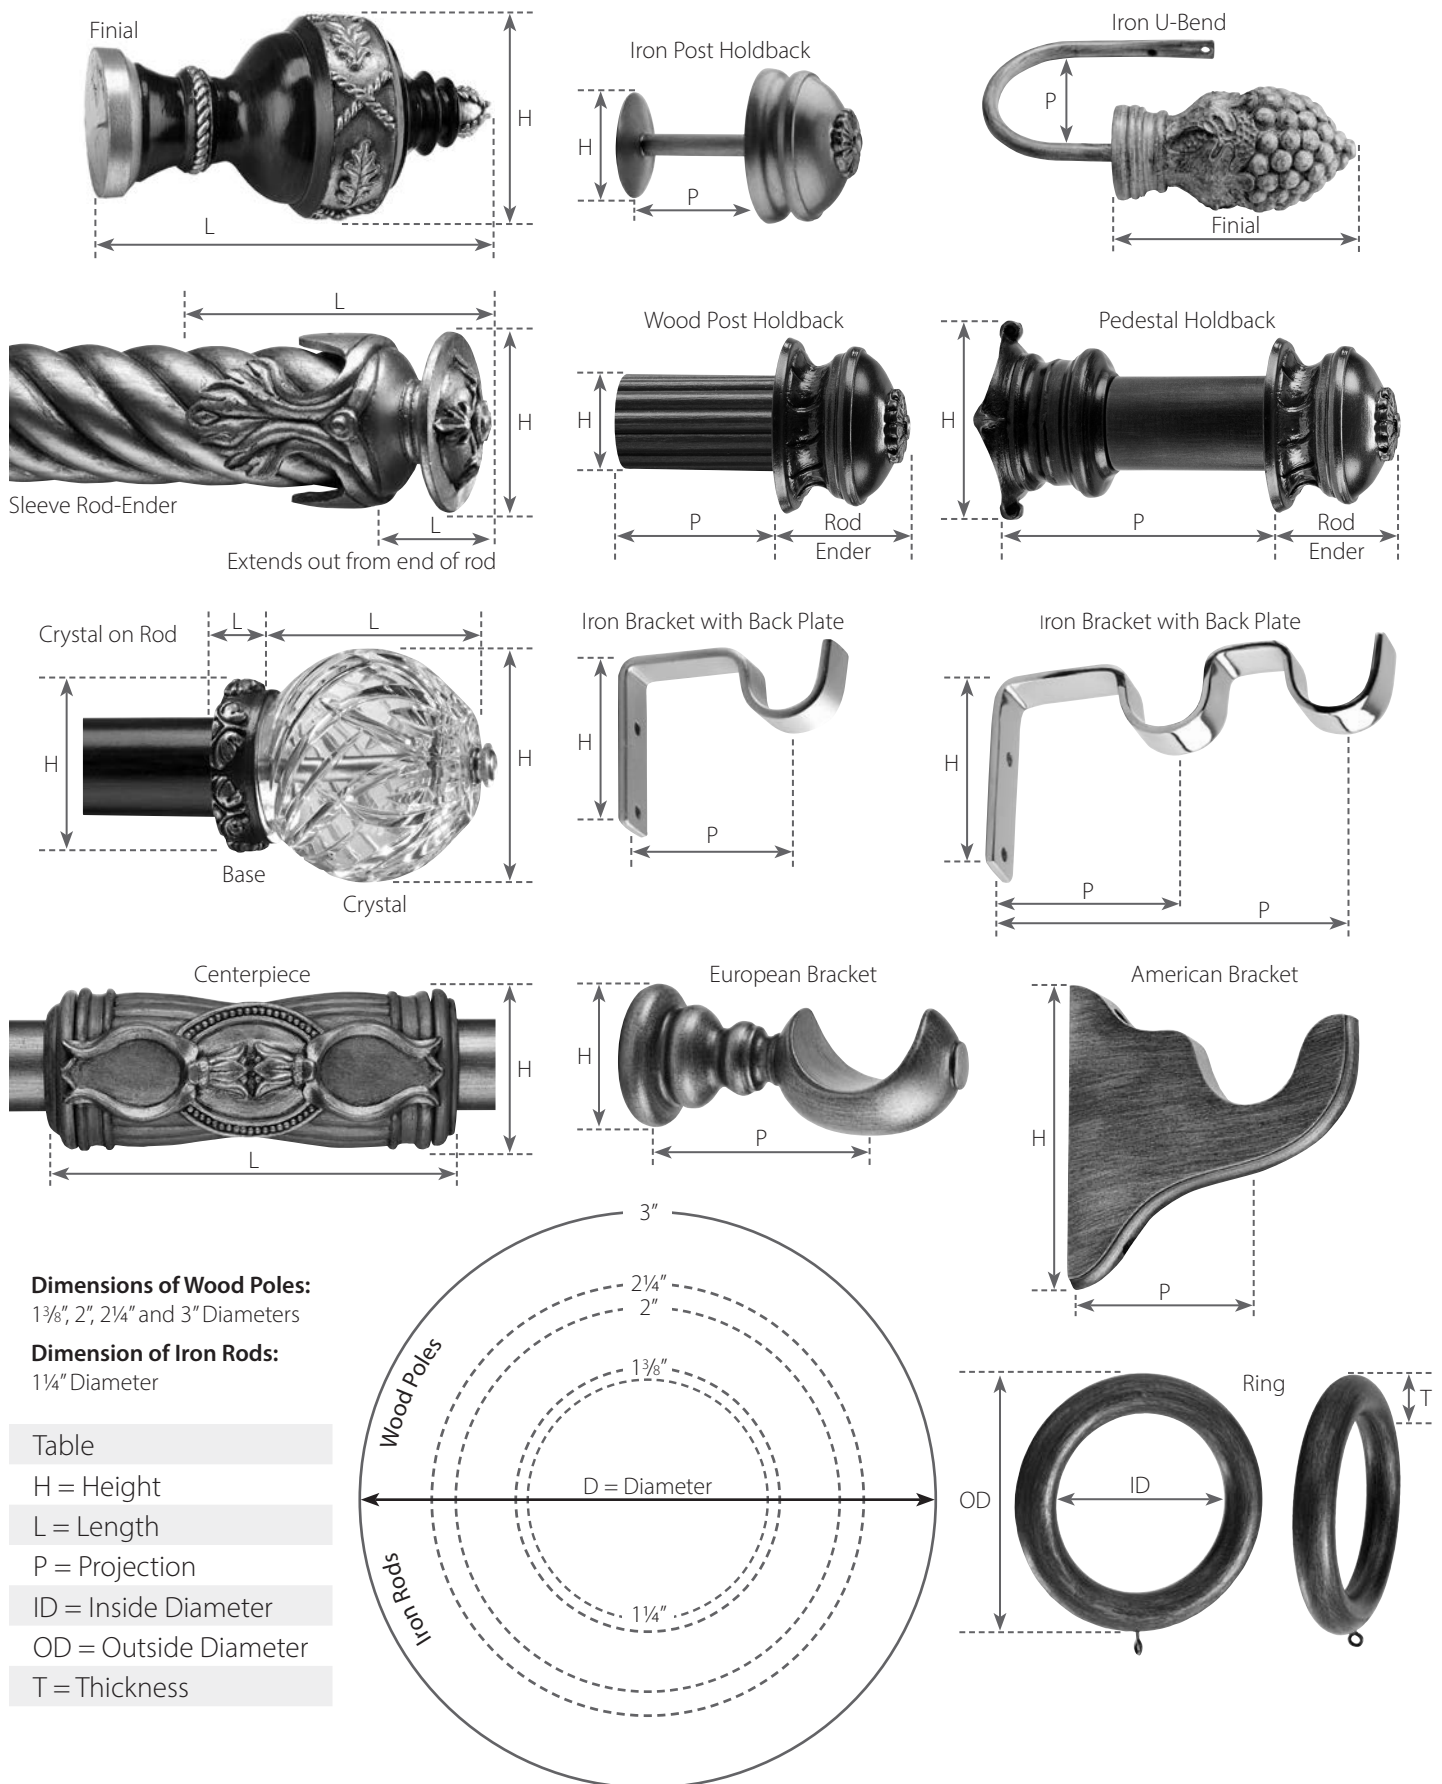 Finial
H
L
Iron Post Holdback
H
P
Iron U-Bend
P
Finial
L
H
Sleeve Rod-Ender
L
Extends out from end of rod
Wood Post Holdback
H
P
Rod
Ender
Pedestal Holdback
H
P
Rod
Ender
Crystal on Rod
L
L
H
H
Base
Crystal
Iron Bracket with Back Plate
H
P
Iron Bracket with Back Plate
H
P
P
Centerpiece
H
L
European Bracket
H
P
American Bracket
H
P
Dimensions of Wood Poles:
1⅜", 2", 2¼" and 3" Diameters
Dimension of Iron Rods:
1¼" Diameter
Table
H = Height
L = Length
P = Projection
ID = Inside Diameter
OD = Outside Diameter
T = Thickness
3"
2¼"
2"
1⅜"
Wood Poles
D = Diameter
Iron Rods
1¼"
Ring
T
OD
ID